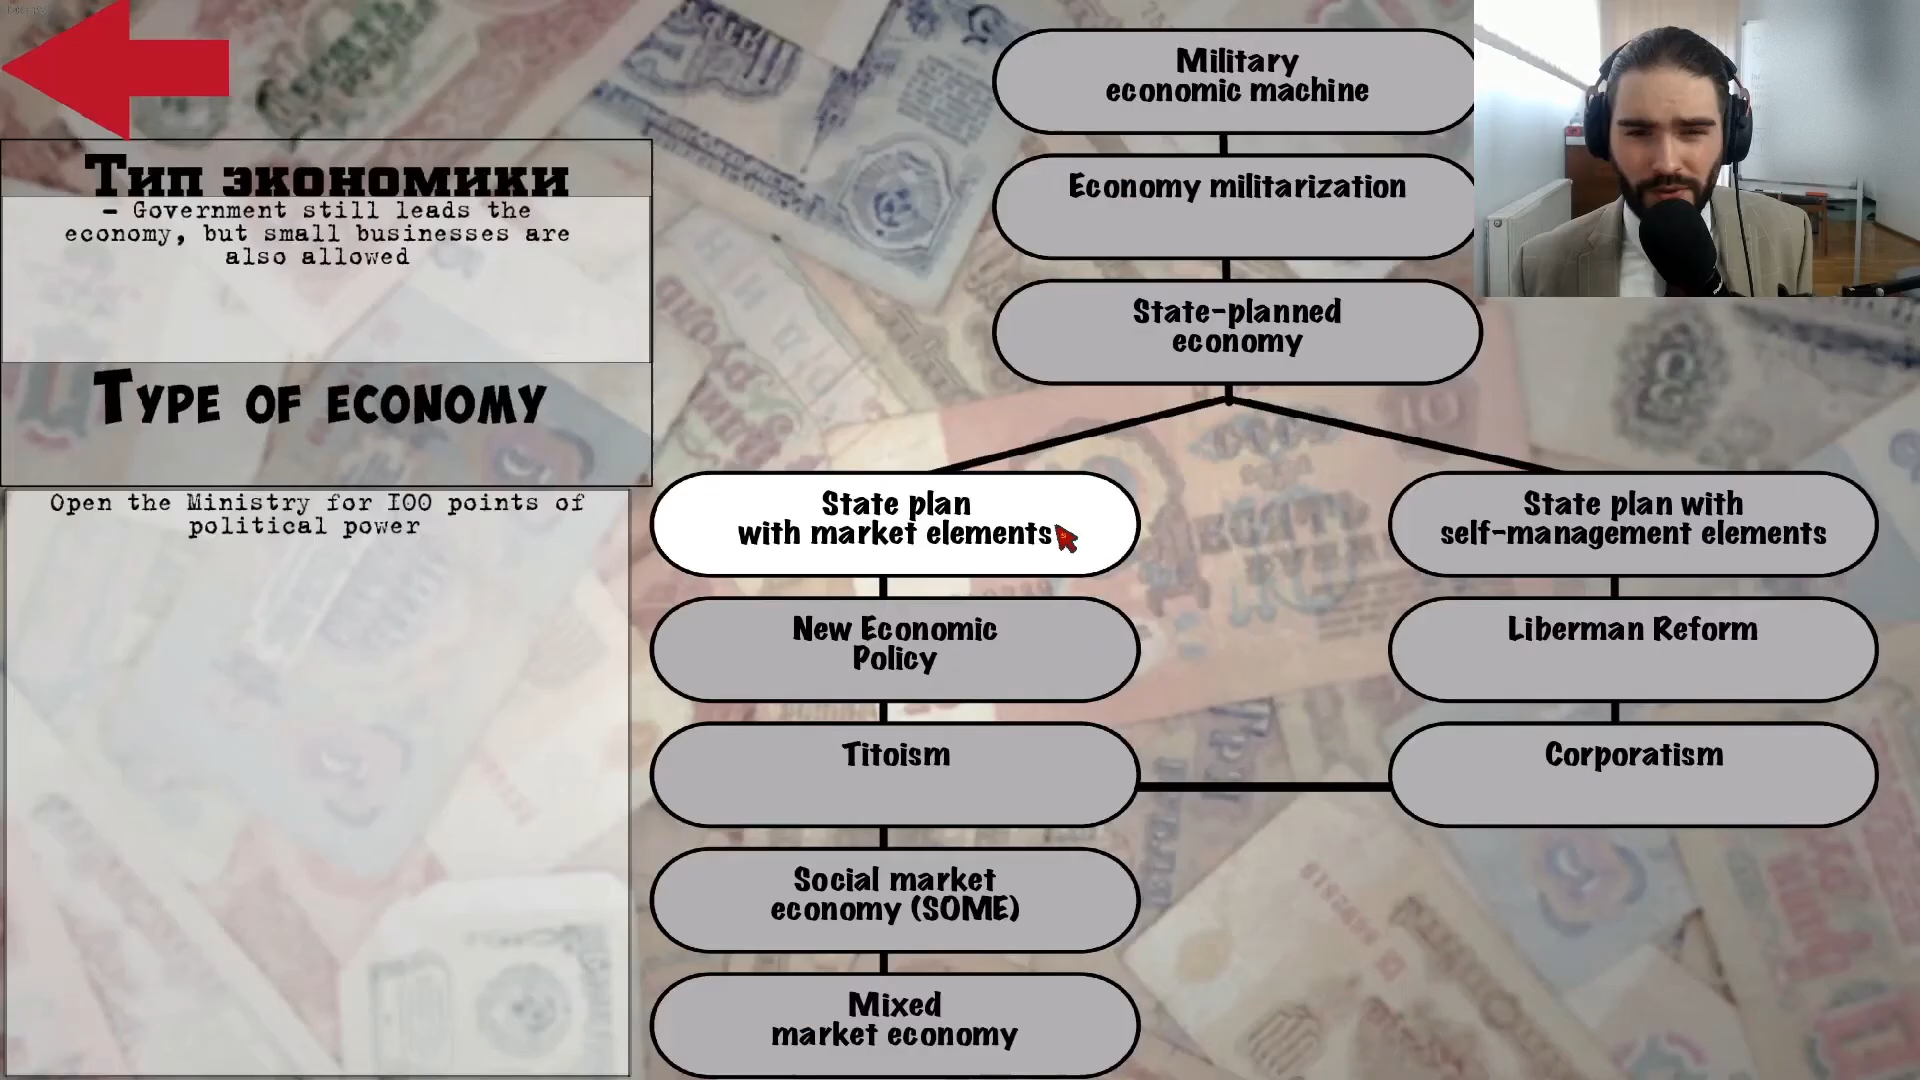 Тип экономики
– Government still leads the
economy, but small businesses are
also allowed
Type of economy
Open the Ministry for 100 points of
political power
Military
economic machine
Economy militarization
State-planned
economy
State plan
with market elements
State plan with
self-management elements
New Economic
Policy
Liberman Reform
Titoism
Corporatism
Social market
economy (SOME)
Mixed
market economy